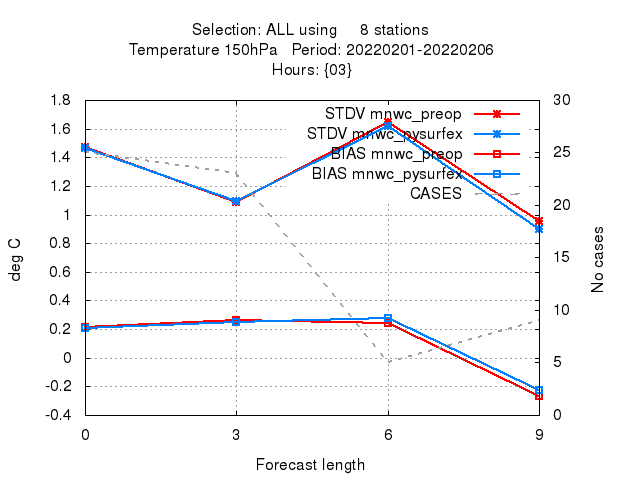 Selection: ALL using 8 stations
Temperature 150hPa Period: 20220201-20220206
Hours: {03}
STDV mnwc_preop
STDV mnwc_pysurfex
BIAS mnwc_preop
BIAS mnwc_pysurfex
CASES
1.8
1.6
1.4
1.2
1
0.8
0.6
0.4
0.2
0
-0.2
-0.4
deg C
30
25
20
15
10
5
0
No cases
0 3 6 9
Forecast length